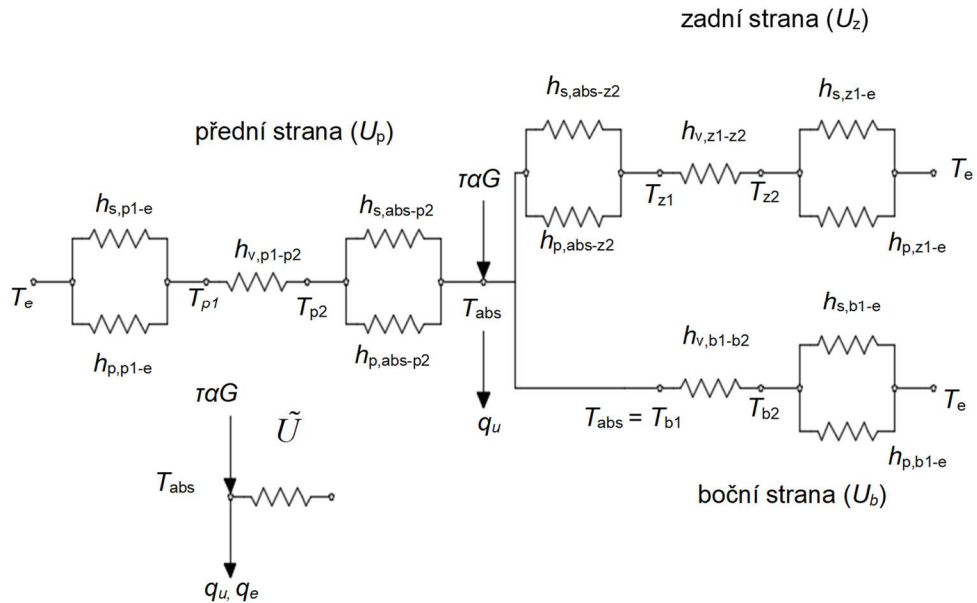 zadní strana (Uz)
hs,abs-z2
hs,z1-e
hv,z1-z2
přední strana (Up)
ταG
Te
Tz1
Tz2
hs,p1-e
hs,abs-p2
hp,abs-z2
hp,z1-e
hv,p1-p2
Te
Tp1
Tp2
Tabs
hs,b1-e
hv,b1-b2
hp,p1-e
hp,abs-p2
ταG
qu
Tabs = Tb1
Tb2
Te
Ũ
Tabs
hp,b1-e
boční strana (Ub)
qu, qe